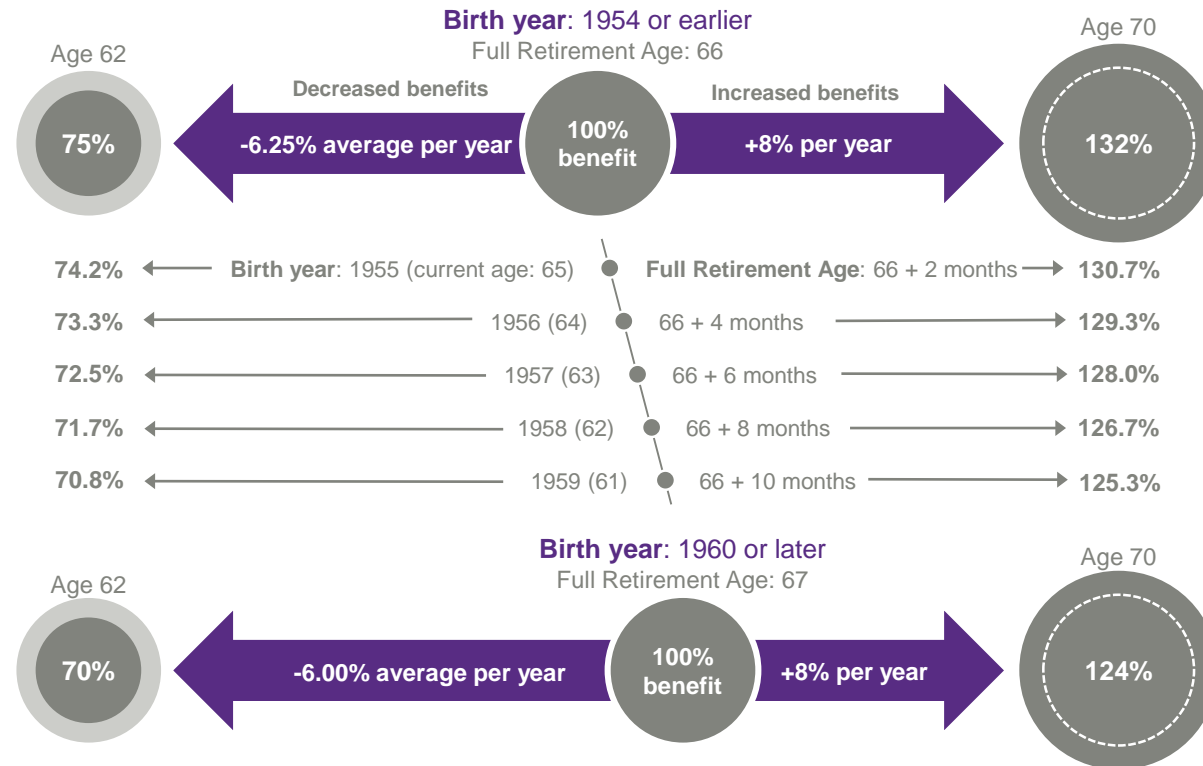 Birth year: 1954 or earlier
Full Retirement Age: 66
Age 62
Age 70
Decreased benefits
Increased benefits
75%
-6.25% average per year
100%
benefit
+8% per year
132%
74.2% Birth year: 1955 (current age: 65) Full Retirement Age: 66 + 2 months 130.7%
73.3% 1956 (64) 66 + 4 months 129.3%
72.5% 1957 (63) 66 + 6 months 128.0%
71.7% 1958 (62) 66 + 8 months 126.7%
70.8% 1959 (61) 66 + 10 months 125.3%
Birth year: 1960 or later
Full Retirement Age: 67
Age 62
Age 70
70%
-6.00% average per year
100%
benefit
+8% per year
124%